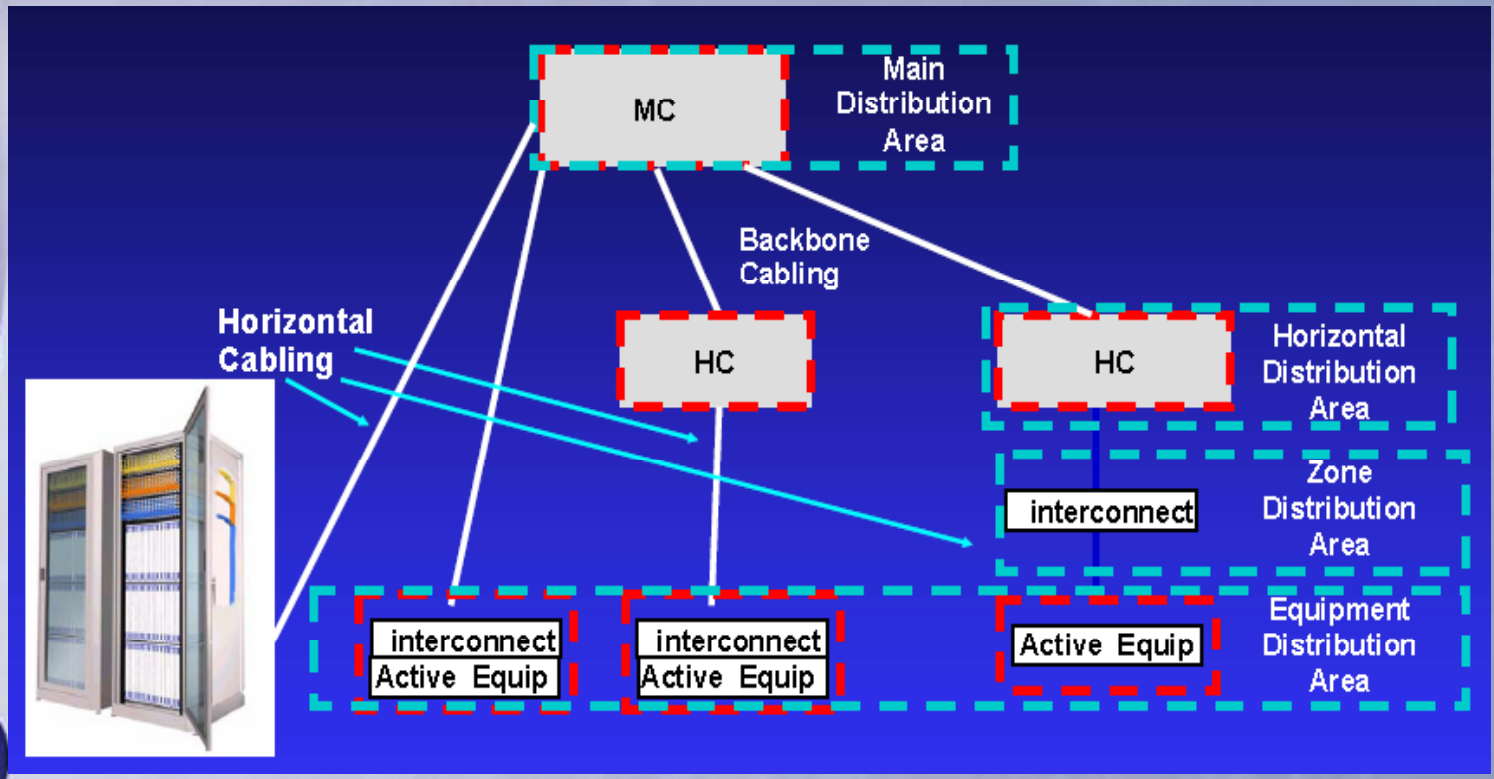 MC
Main
Distribution
Area
Backbone
Cabling
Horizontal
Cabling
HC
HC
Horizontal
Distribution
Area
interconnect
Zone
Distribution
Area
interconnect
Active Equip
interconnect
Active Equip
Active Equip
Equipment
Distribution
Area